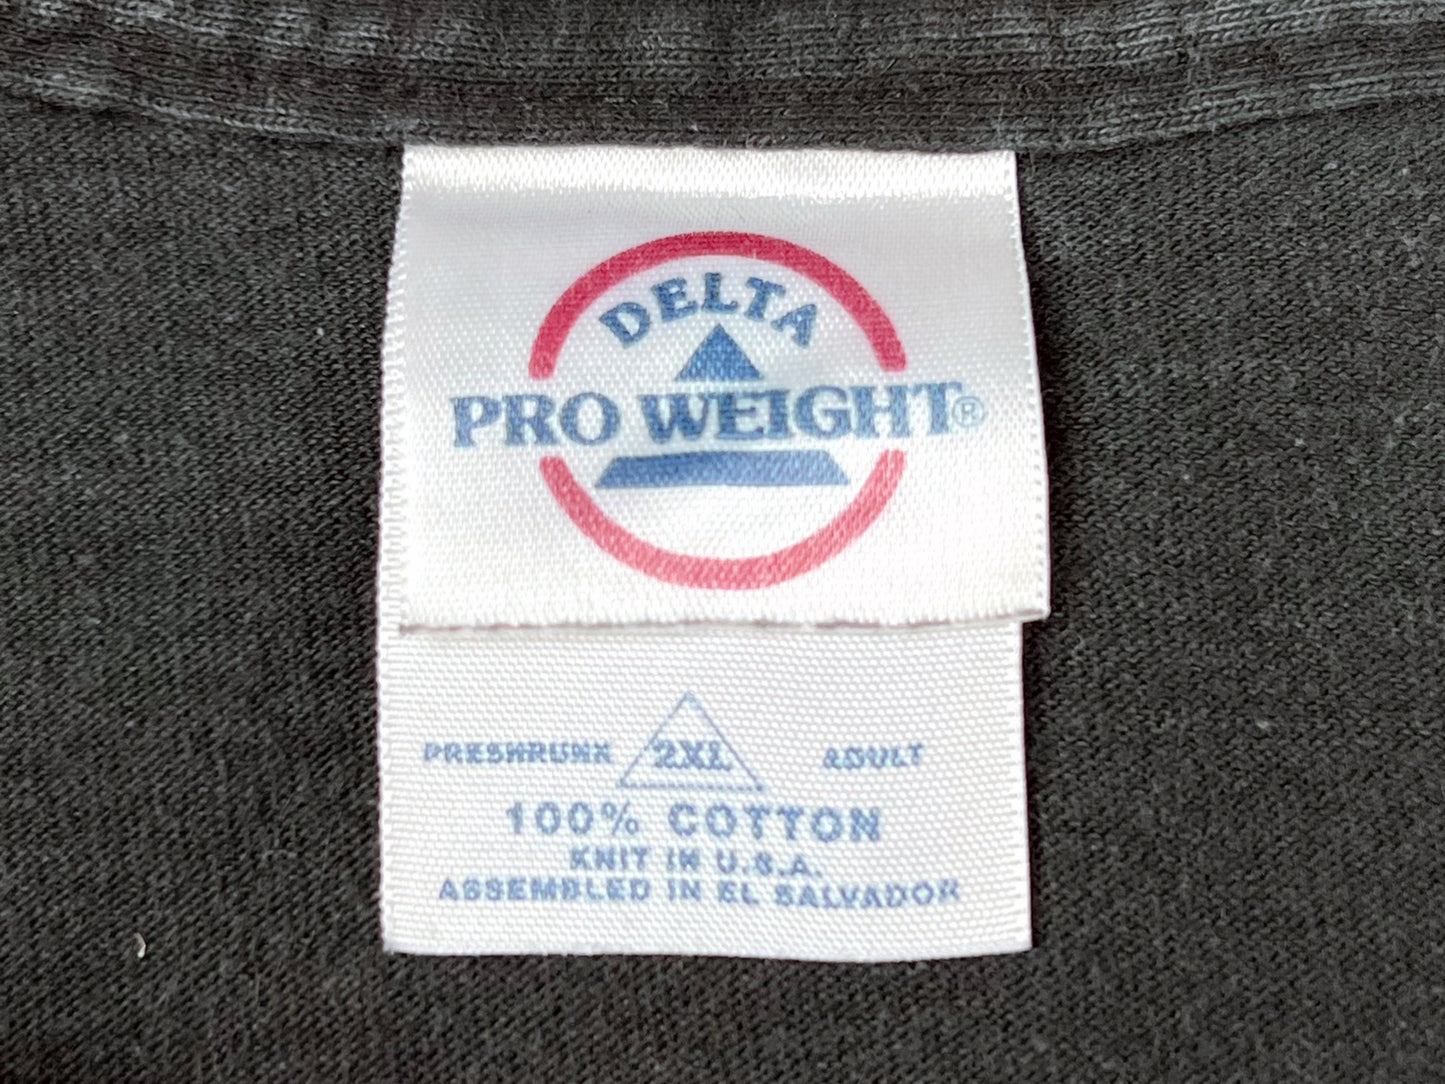 DELTA
PRO WEIGHT®
PRESHRUNK 2XL ADULT
100% COTTON
KNIT IN U.S.A.
ASSEMBLED IN EL SALVADOR